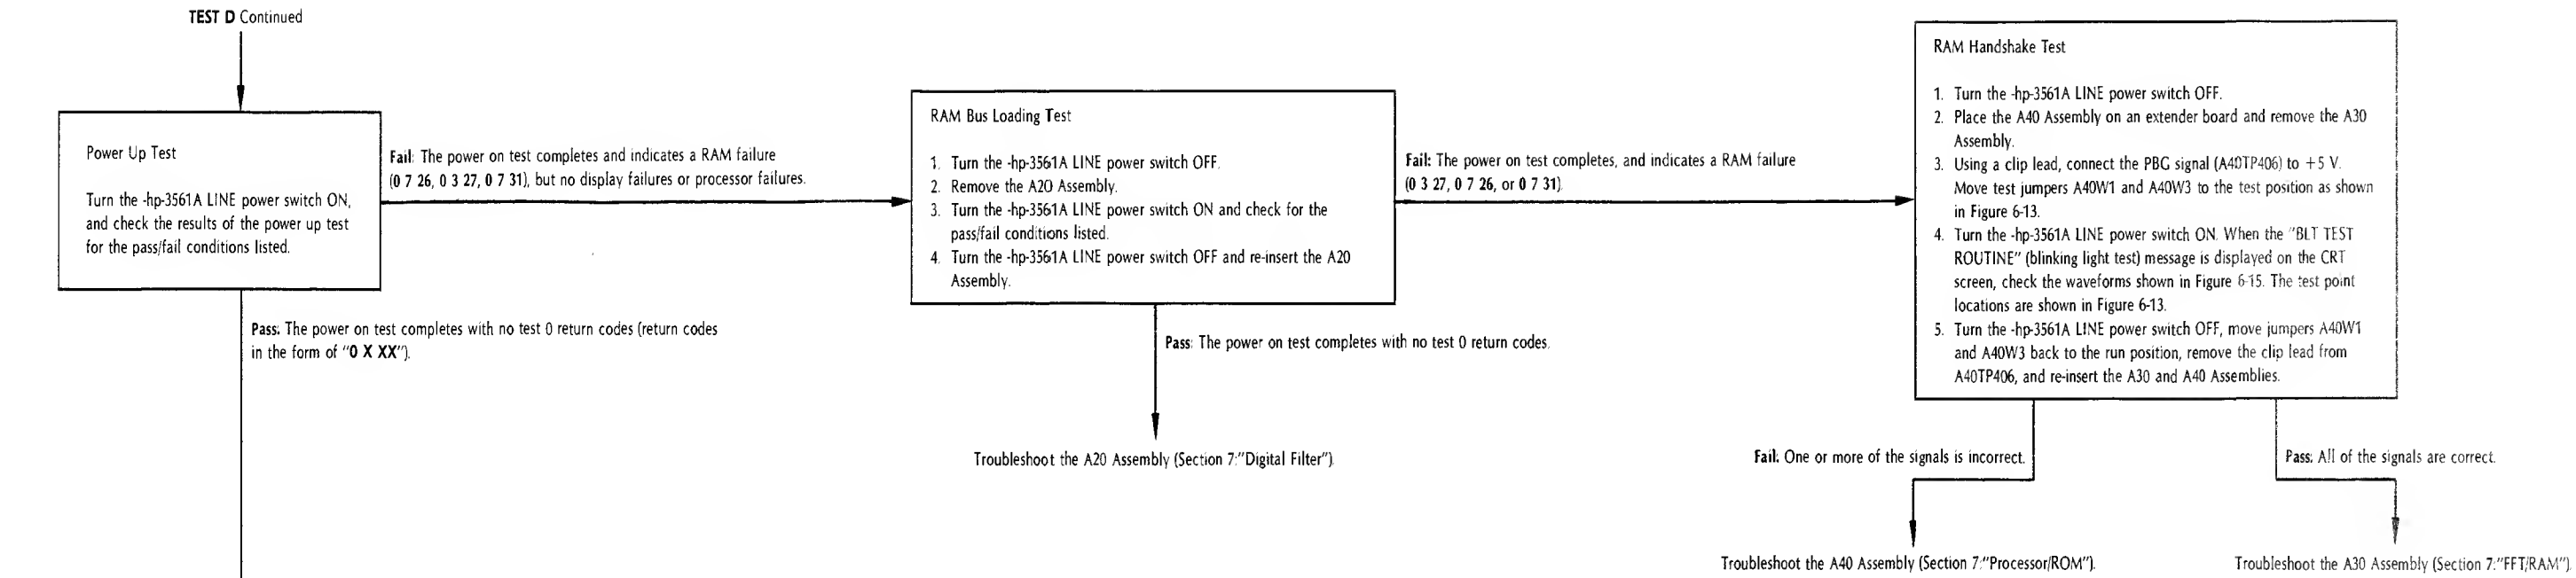 TEST D Continued
Power Up Test
Turn the -hp-3561A LINE power switch ON,
and check the results of the power up test
for the pass/fail conditions listed.
Fail: The power on test completes and indicates a RAM failure
(0 7 26, 0 3 27, 0 7 31), but no display failures or processor failures.
Pass: The power on test completes with no test 0 return codes (return codes
in the form of "0 X XX").
RAM Bus Loading Test
1. Turn the -hp-3561A LINE power switch OFF.
2. Remove the A20 Assembly.
3. Turn the -hp-3561A LINE power switch ON and check for the
pass/fail conditions listed.
4. Turn the -hp-3561A LINE power switch OFF and re-insert the A20
Assembly.
Fail: The power on test completes, and indicates a RAM failure
(0 3 27, 0 7 26, or 0 7 31).
Pass: The power on test completes with no test 0 return codes.
Troubleshoot the A20 Assembly (Section 7:"Digital Filter").
RAM Handshake Test
1. Turn the -hp-3561A LINE power switch OFF.
2. Place the A40 Assembly on an extender board and remove the A30
Assembly.
3. Using a clip lead, connect the PBG signal (A40TP406) to +5 V.
Move test jumpers A40W1 and A40W3 to the test position as shown
in Figure 6-13.
4. Turn the -hp-3561A LINE power switch ON. When the "BLT TEST
ROUTINE" (blinking light test) message is displayed on the CRT
screen, check the waveforms shown in Figure 6-15. The test point
locations are shown in Figure 6-13.
5. Turn the -hp-3561A LINE power switch OFF, move jumpers A40W1
and A40W3 back to the run position, remove the clip lead from
A40TP406, and re-insert the A30 and A40 Assemblies.
Fail: One or more of the signals is incorrect.
Pass: All of the signals are correct.
Troubleshoot the A40 Assembly (Section 7:"Processor/ROM").
Troubleshoot the A30 Assembly (Section 7:"FFT/RAM").